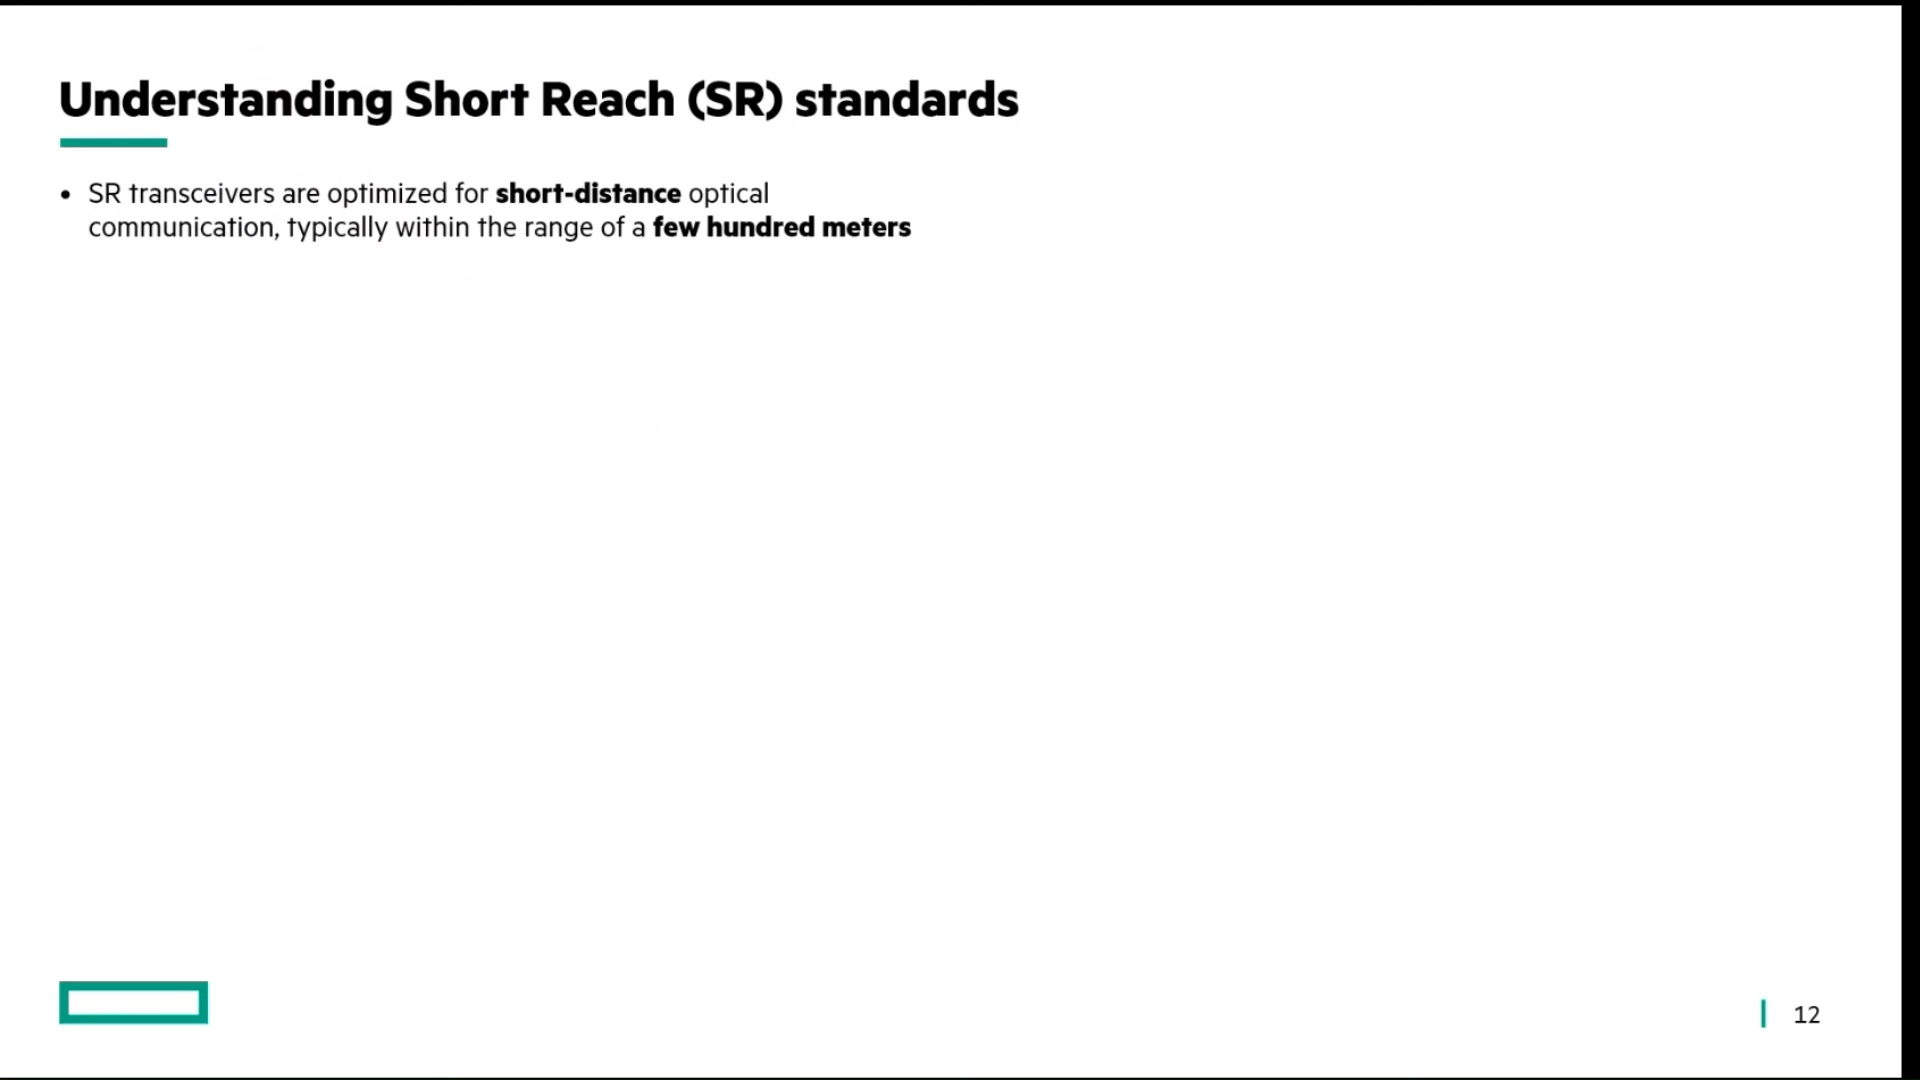 Understanding Short Reach (SR) standards
• SR transceivers are optimized for short-distance optical
communication, typically within the range of a few hundred meters
12